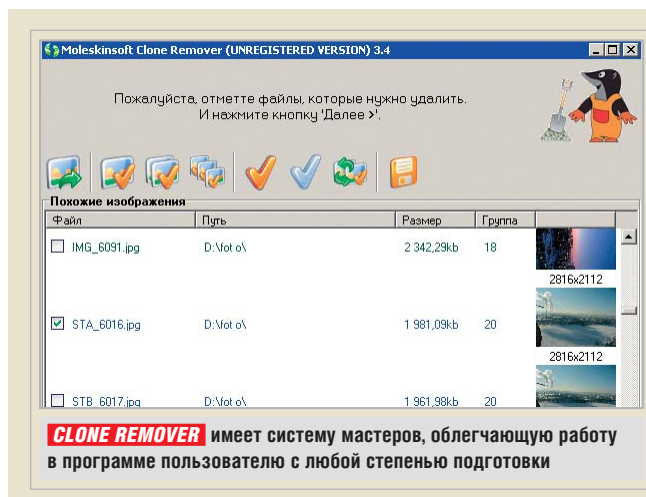 Moleskinsoft Clone Remover (UNREGISTERED VERSION) 3.4
Пожалуйста, отметте файлы, которые нужно удалить.
И нажмите кнопку 'Далее >'.
Похожие изображения
Файл Путь Размер Группа
IMG_6091.jpg D:\fot o\ 2 342,29kb 18
2816x2112
STA_6016.jpg D:\fot o\ 1 981,09kb 20
2816x2112
STB_6017.jpg D:\fot o\ 1 961,98kb 20
CLONE REMOVER имеет систему мастеров, облегчающую работу
в программе пользователю с любой степенью подготовки